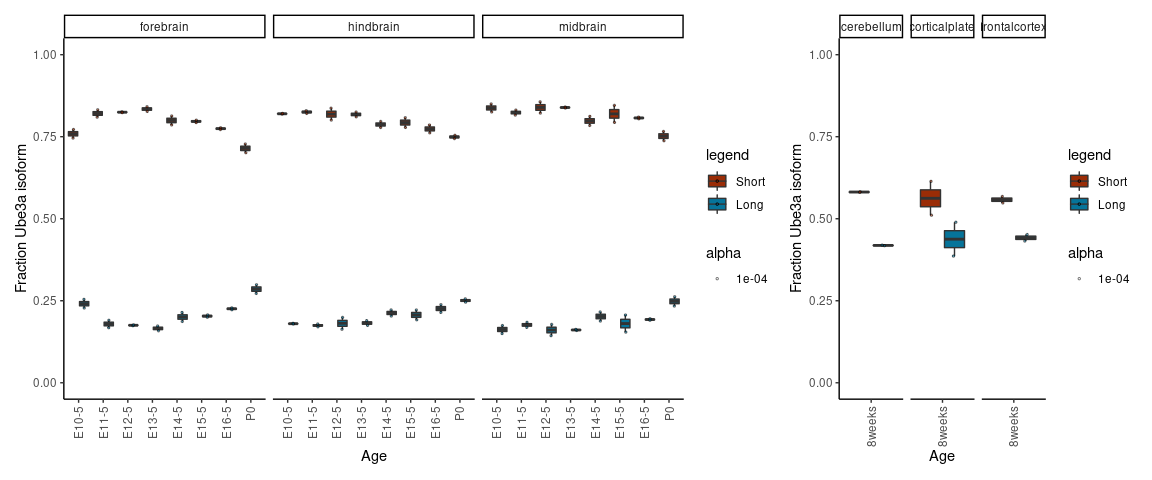 forebrain
hindbrain
midbrain
Fraction Ube3a isoform
1.00
0.75
0.50
0.25
0.00
E10-5
E11-5
E12-5
E13-5
E14-5
E15-5
E16-5
P0
E10-5
E11-5
E12-5
E13-5
E14-5
E15-5
E16-5
P0
E10-5
E11-5
E12-5
E13-5
E14-5
E15-5
E16-5
P0
Age
legend
Short
Long
alpha
1e-04
cerebellum
corticalplate
frontalcortex
Fraction Ube3a isoform
1.00
0.75
0.50
0.25
0.00
8weeks
8weeks
8weeks
Age
legend
Short
Long
alpha
1e-04